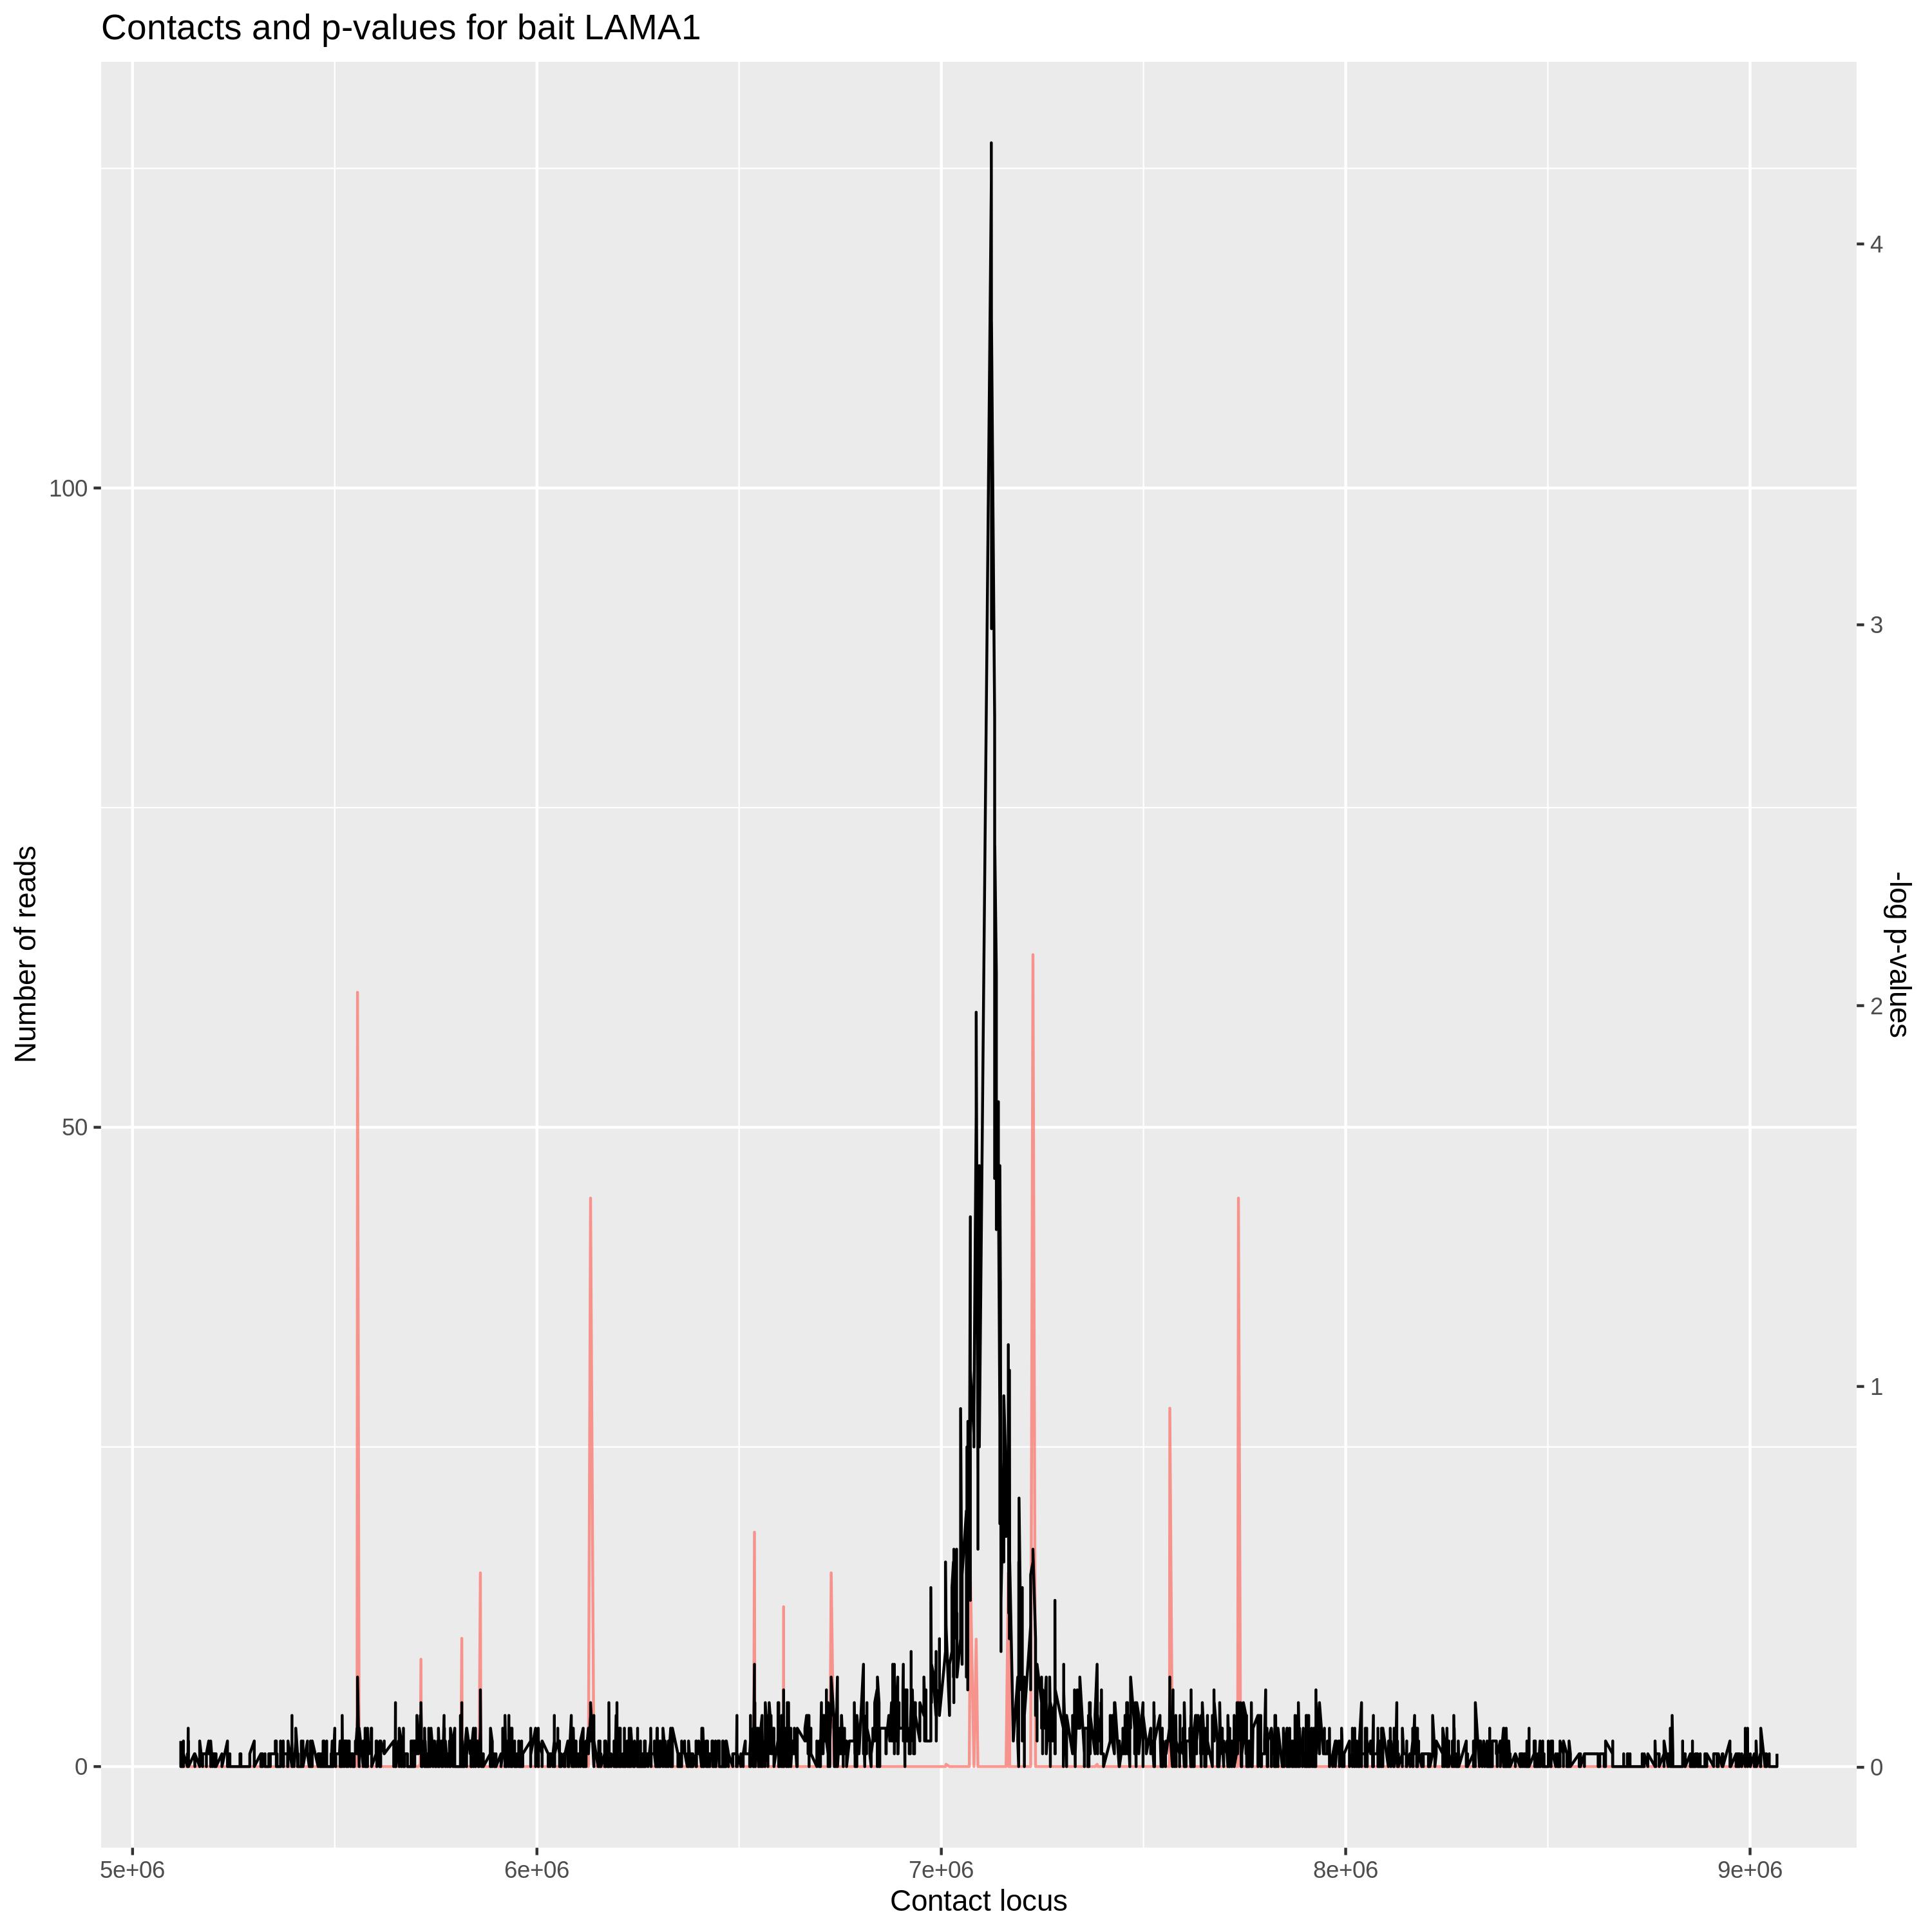 Contacts and p-values for bait LAMA1
Number of reads
100
50
0
4
3
2
1
0
-log p-values
5e+06
6e+06
7e+06
8e+06
9e+06
Contact locus